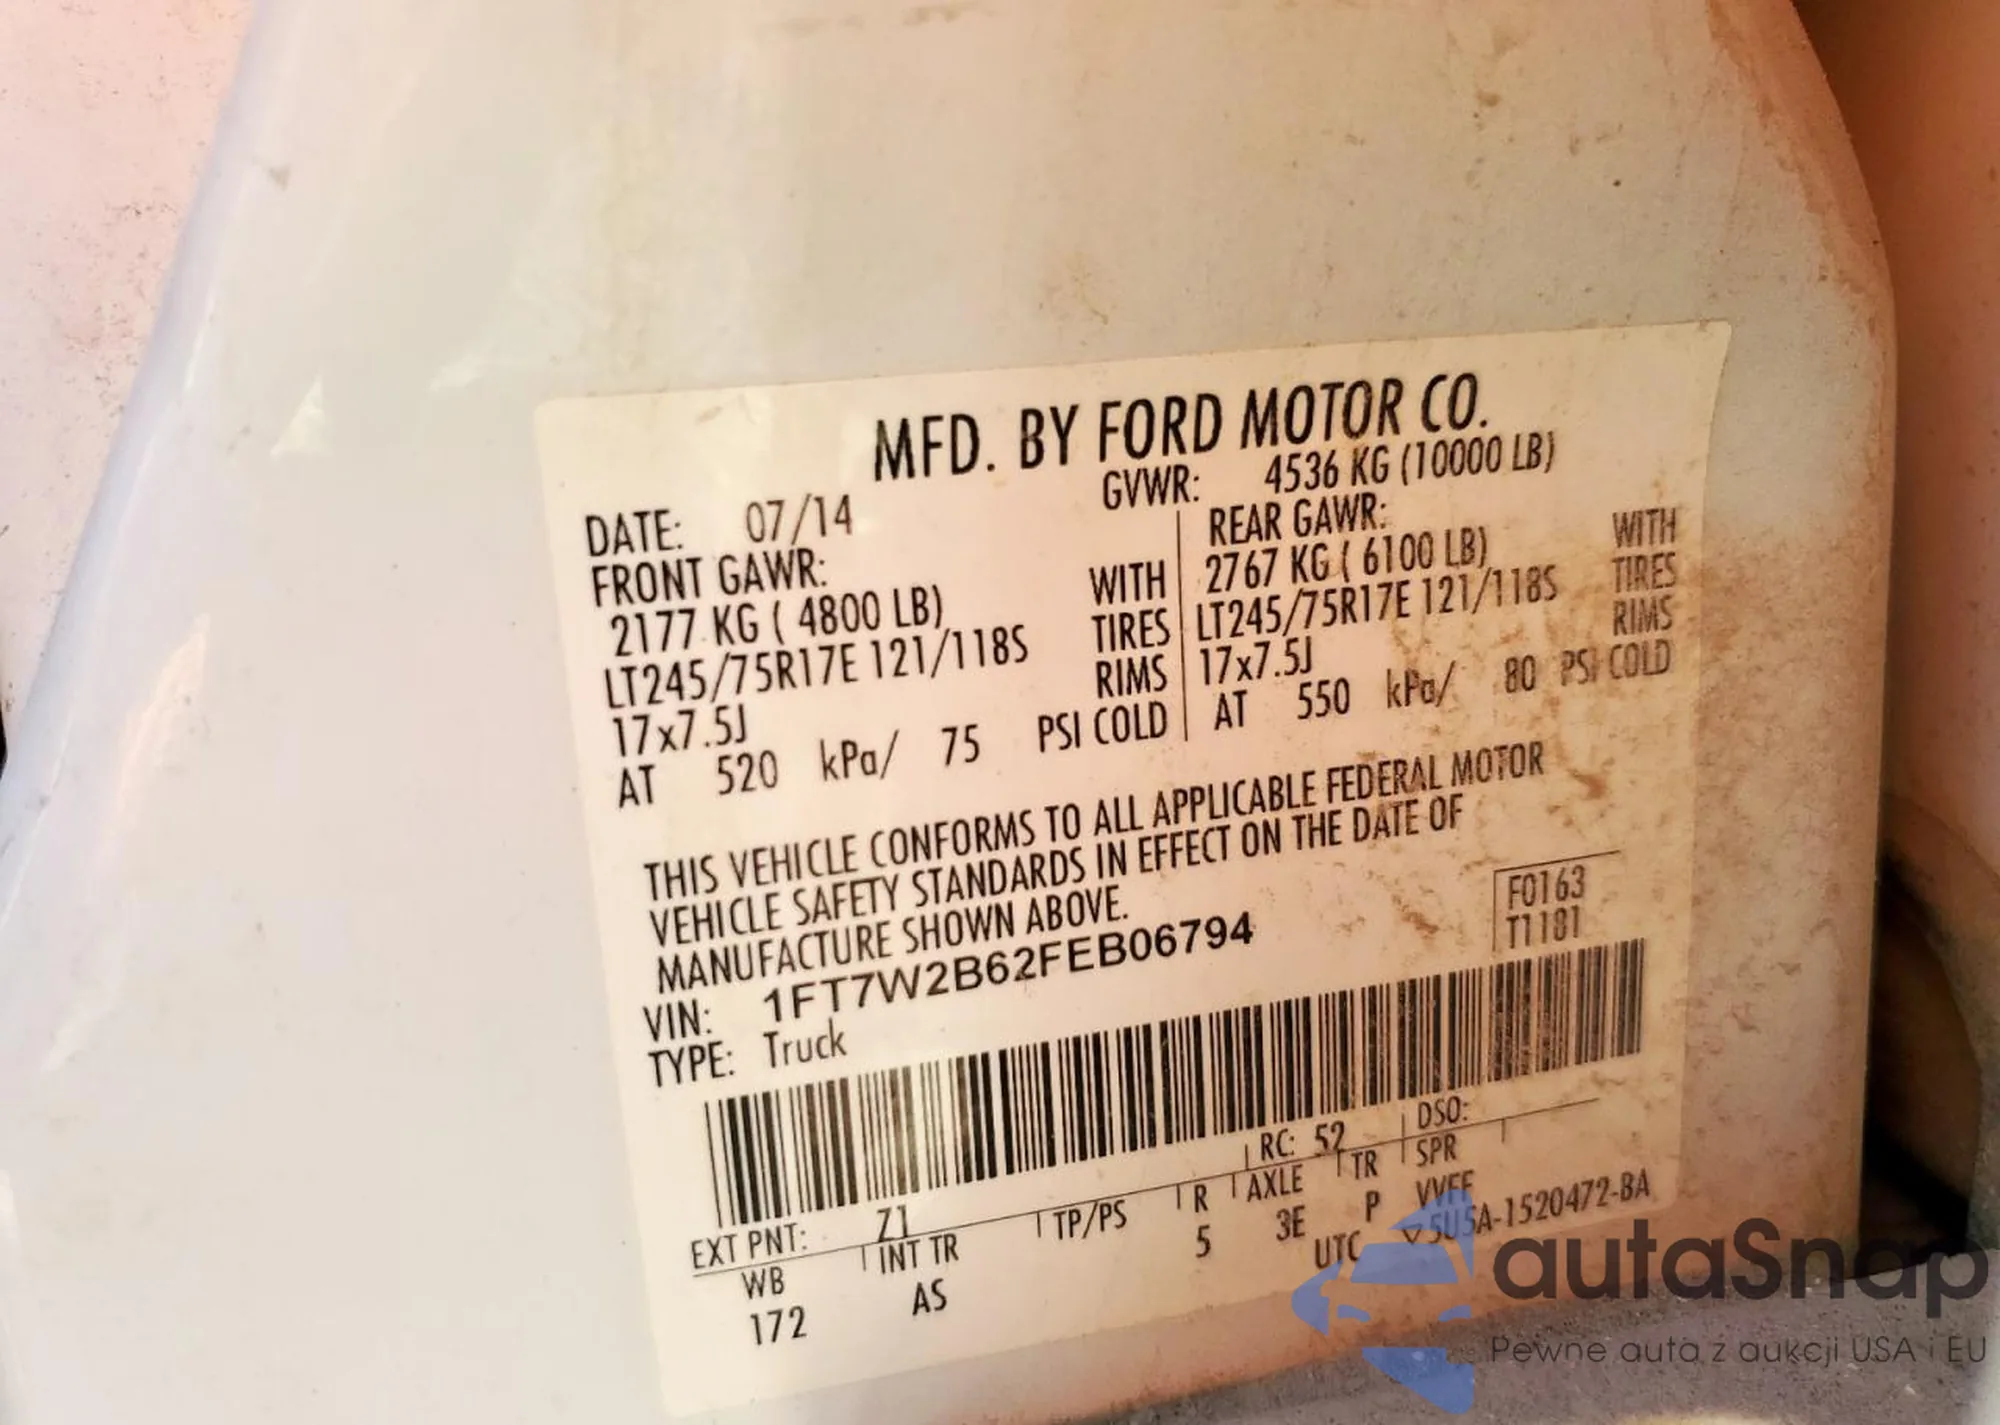 MFD. BY FORD MOTOR CO.
DATE: 07/14 GVWR: 4536 KG (10000 LB)
FRONT GAWR: REAR GAWR:
2177 KG ( 4800 LB) WITH 2767 KG ( 6100 LB) WITH
LT245/75R17E 121/118S TIRES LT245/75R17E 121/118S TIRES
17x7.5J RIMS 17x7.5J RIMS
AT 520 kPa/ 75 PSI COLD AT 550 kPa/ 80 PSI COLD
THIS VEHICLE CONFORMS TO ALL APPLICABLE FEDERAL MOTOR
VEHICLE SAFETY STANDARDS IN EFFECT ON THE DATE OF
MANUFACTURE SHOWN ABOVE.
F0163
T1181
VIN: 1FT7W2B62FEB06794
TYPE: Truck
EXT PNT: Z1 RC: 52 DSO:
WB INT TR TP/PS R AXLE TR SPR
172 AS 5 3E P VVFF
UTC 5U5A-1520472-BA
autaSnap
Pewne auta z aukcji USA i EU